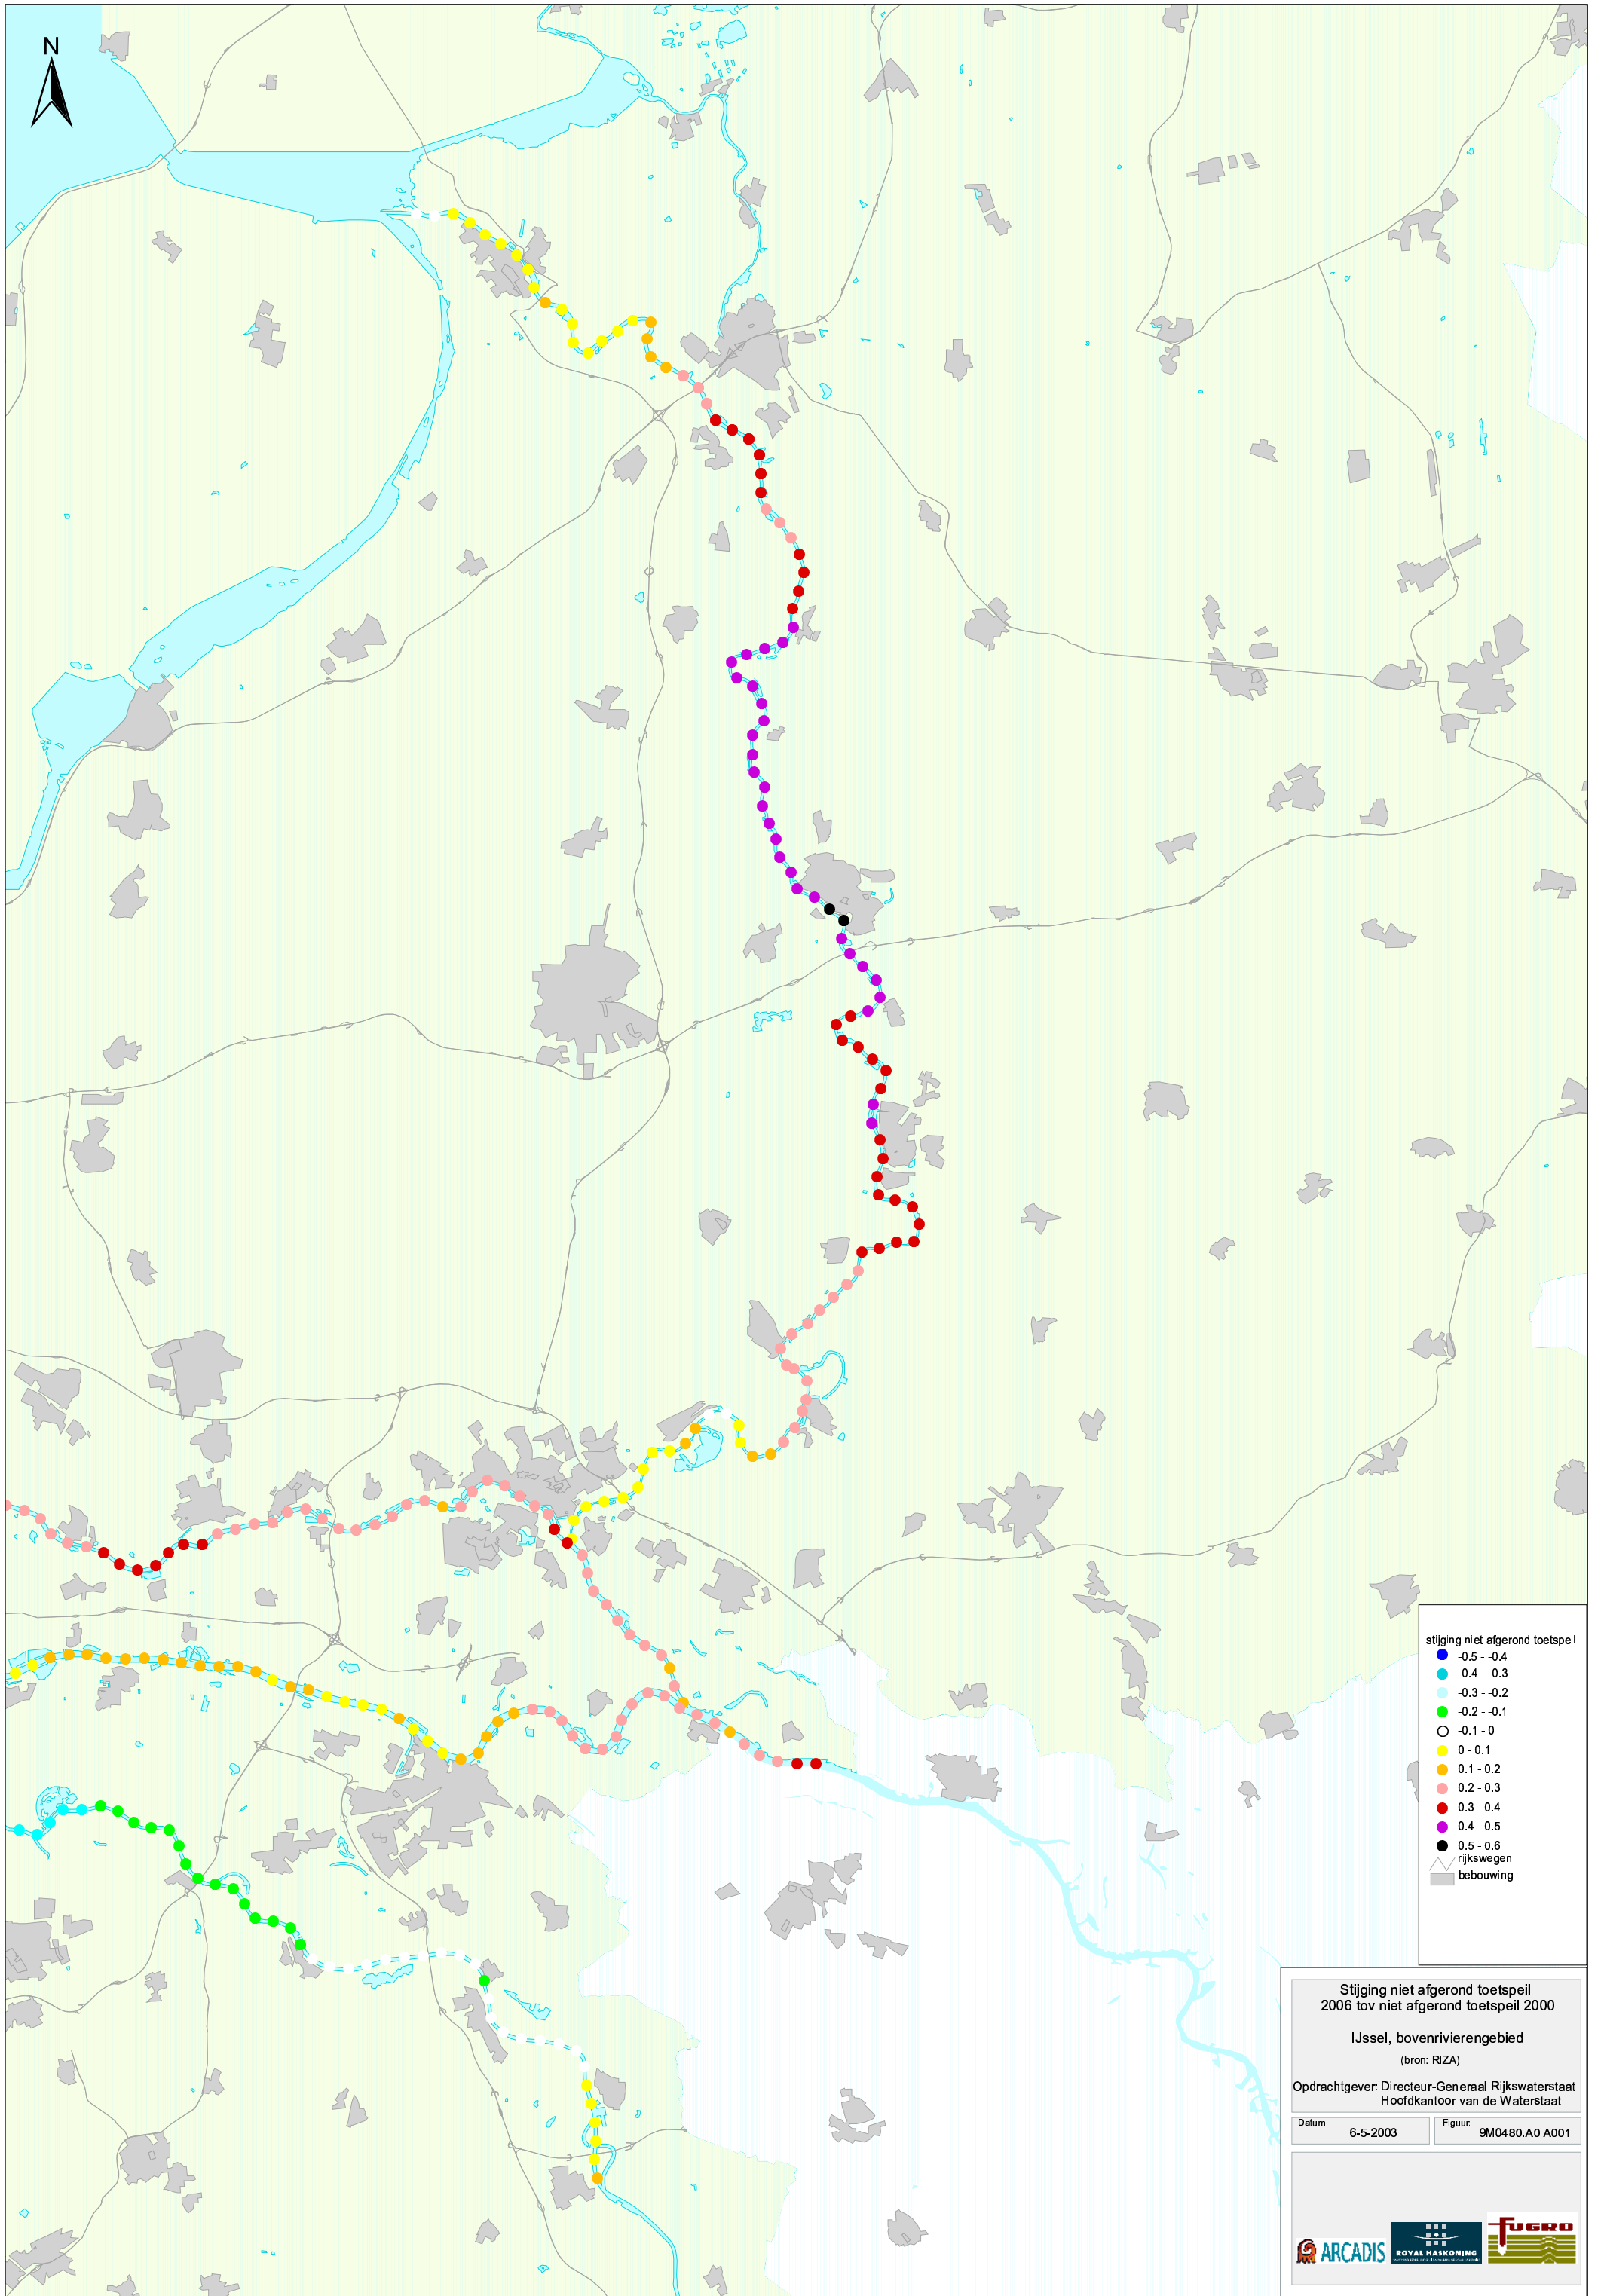 N
stijging niet afgerond toetspeil
-0.5 - -0.4
-0.4 - -0.3
-0.3 - -0.2
-0.2 - -0.1
-0.1 - 0
0 - 0.1
0.1 - 0.2
0.2 - 0.3
0.3 - 0.4
0.4 - 0.5
0.5 - 0.6
rijkswegen
bebouwing
Stijging niet afgerond toetspeil
2006 tov niet afgerond toetspeil 2000
IJssel, bovenrivierengebied
(bron: RIZA)
Opdrachtgever: Directeur-Generaal Rijkswaterstaat
Hoofdkantoor van de Waterstaat
Datum:
6-5-2003
Figuur:
9M0480.A0 A001
ARCADIS
ROYAL HASKONING
FUGRO